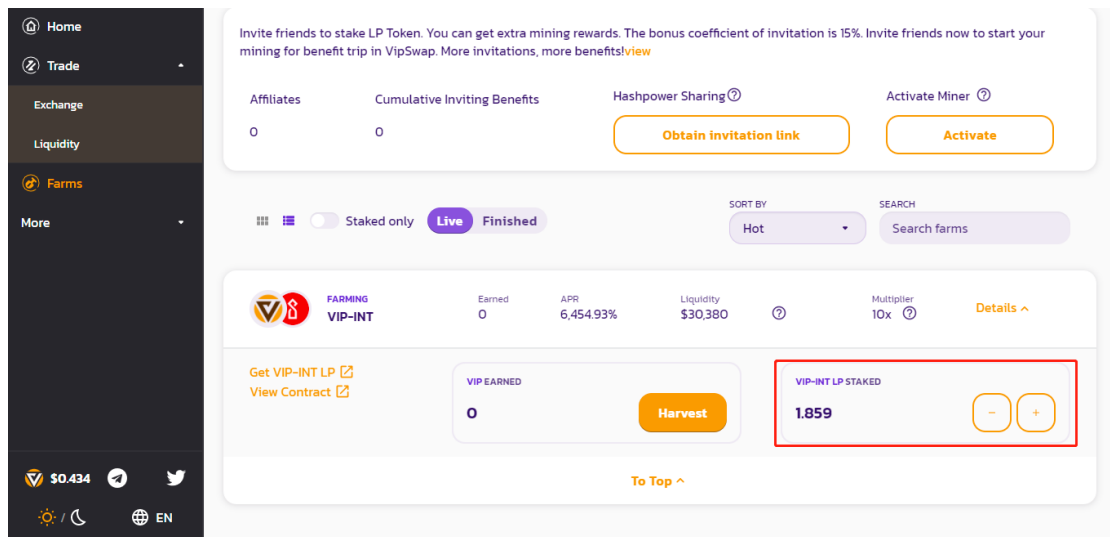 Home
Trade
Exchange
Liquidity
Farms
More
$0.434
/
EN
Invite friends to stake LP Token. You can get extra mining rewards. The bonus coefficient of invitation is 15%. Invite friends now to start your
mining for benefit trip in VipSwap. More invitations, more benefits!view
Affiliates
0
Cumulative Inviting Benefits
0
Hashpower Sharing ?
Obtain invitation link
Activate Miner ?
Activate
Staked only
Live Finished
SORT BY
Hot
SEARCH
Search farms
FARMING
VIP-INT
Earned
0
APR
6,454.93%
Liquidity
$30,380 ?
Multiplier
10x ?
Details
Get VIP-INT LP
View Contract
VIP EARNED
0
Harvest
VIP-INT LP STAKED
1.859
- +
To Top